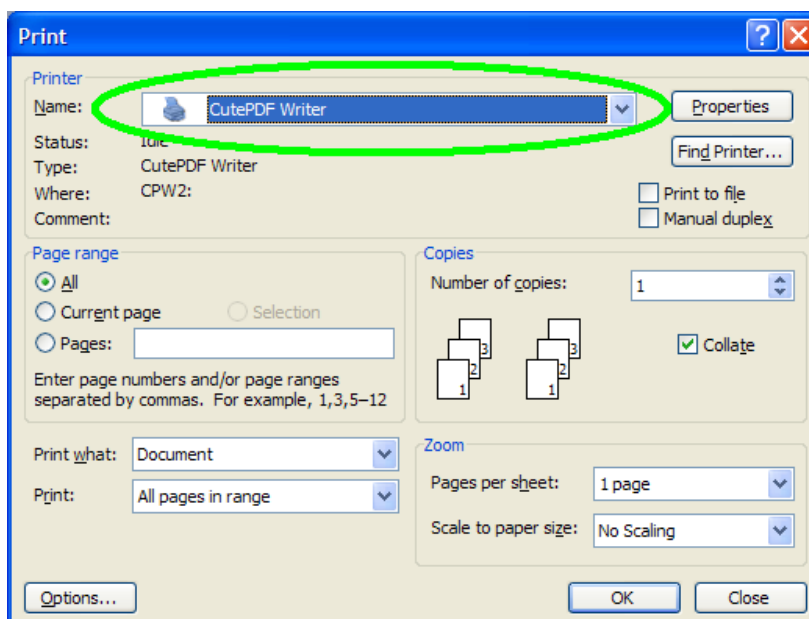 Print
Printer
Name: CutePDF Writer Properties
Status: Idle
Type: CutePDF Writer Find Printer...
Where: CPW2: Print to file
Comment: Manual duplex
Page range
All
Current page Selection
Pages:
Enter page numbers and/or page ranges
separated by commas. For example, 1,3,5–12
Copies
Number of copies: 1
3 3
2 2
1 1
Collate
Print what: Document
Print: All pages in range
Zoom
Pages per sheet: 1 page
Scale to paper size: No Scaling
Options... OK Close